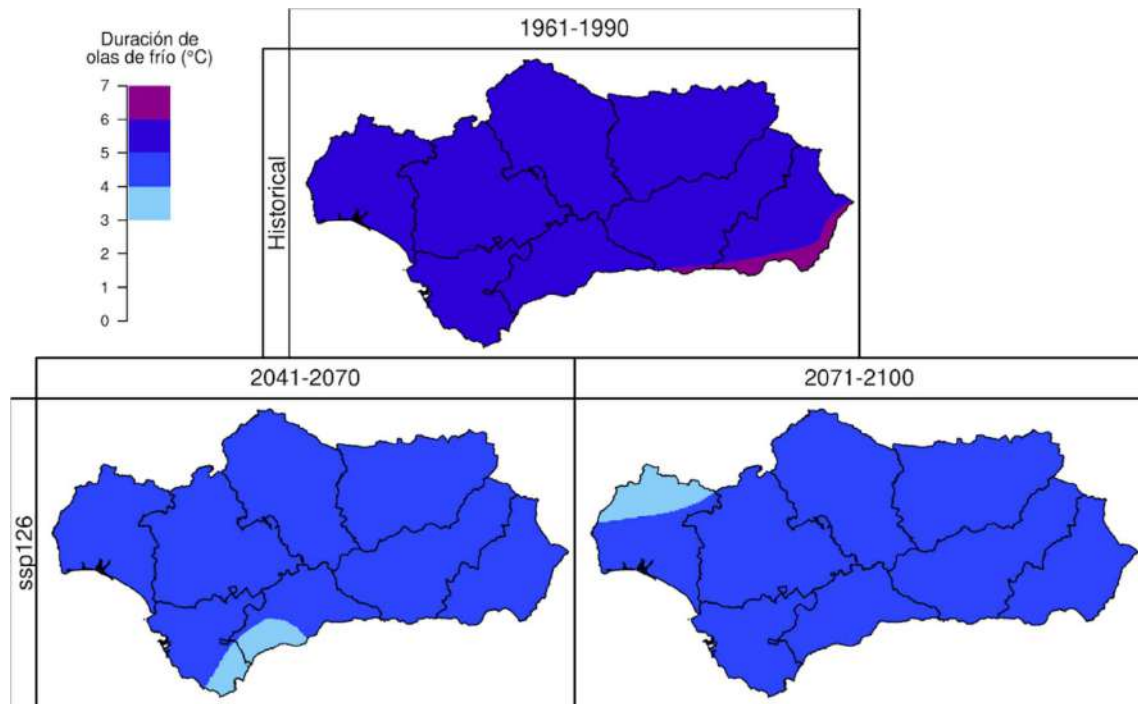 Duración de
olas de frío (°C)
7
6
5
4
3
2
1
0
1961-1990
Historical
2041-2070
2071-2100
ssp126